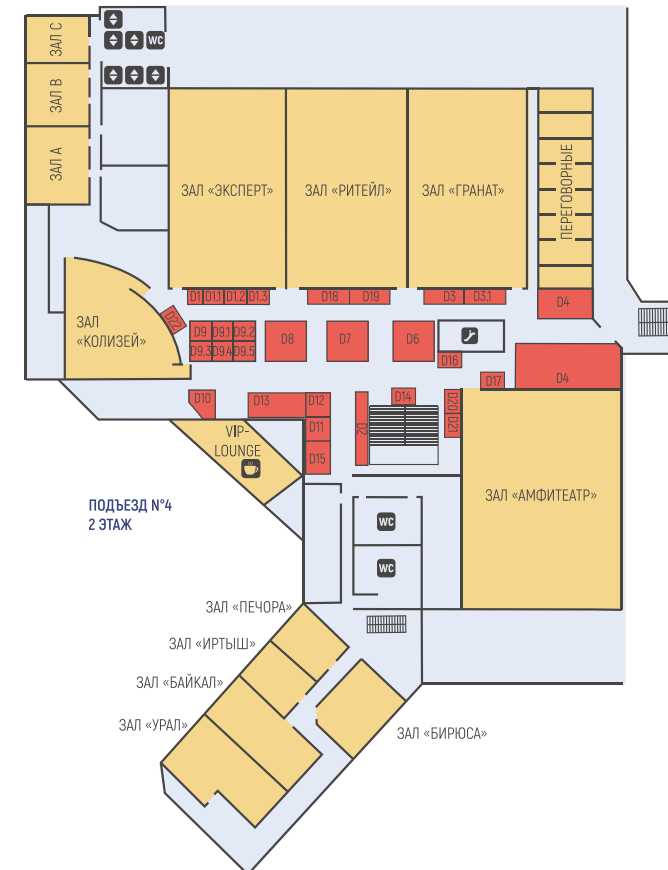 ЗАЛ C
WC
ЗАЛ B
ЗАЛ A
ЗАЛ «ЭКСПЕРТ»
ЗАЛ «РИТЕЙЛ»
ЗАЛ «ГРАНАТ»
ПЕРЕГОВОРНЫЕ
D1
D1.1
D1.2
D1.3
D18
D19
D3
D3.1
D4
ЗАЛ
«КОЛИЗЕЙ»
D22
D9
D9.1
D9.2
D9.3
D9.4
D9.5
D8
D7
D6
D16
D4
D17
D10
D13
D12
D11
D15
D2
D14
D20
D21
VIP-
LOUNGE
ЗАЛ «АМФИТЕАТР»
ПОДЪЕЗД N°4
2 ЭТАЖ
WC
WC
ЗАЛ «ПЕЧОРА»
ЗАЛ «ИРТЫШ»
ЗАЛ «БАЙКАЛ»
ЗАЛ «УРАЛ»
ЗАЛ «БИРЮСА»